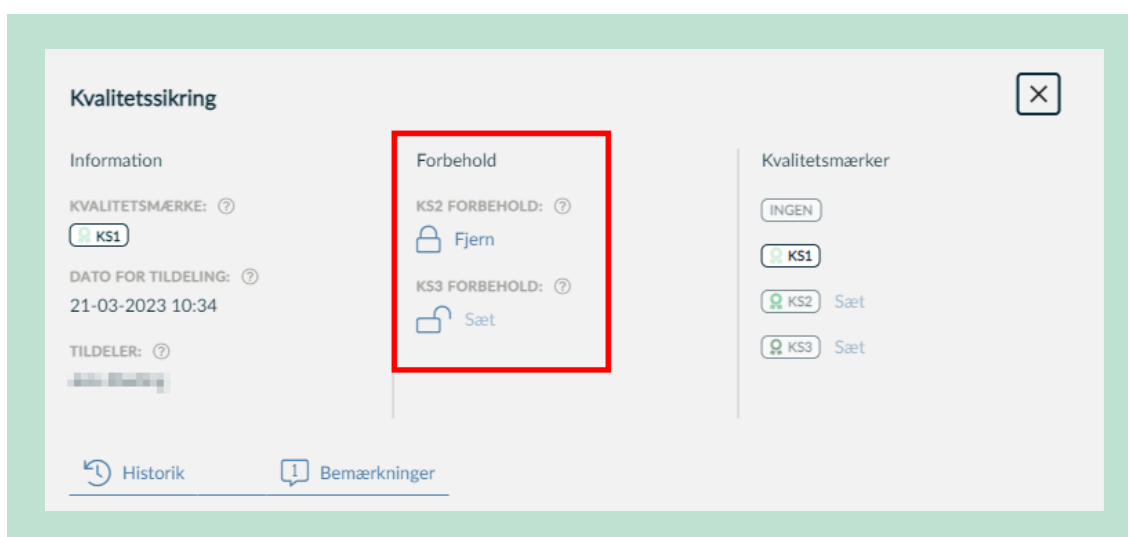 Kvalitetssikring
Information
KVALITETSMÆRKE:
KS1
DATO FOR TILDELING:
21-03-2023 10:34
TILDELER:
Forbehold
KS2 FORBEHOLD:
Fjern
KS3 FORBEHOLD:
Sæt
Kvalitetsmærker
INGEN
KS1
KS2 Sæt
KS3 Sæt
Historik
1 Bemærkninger